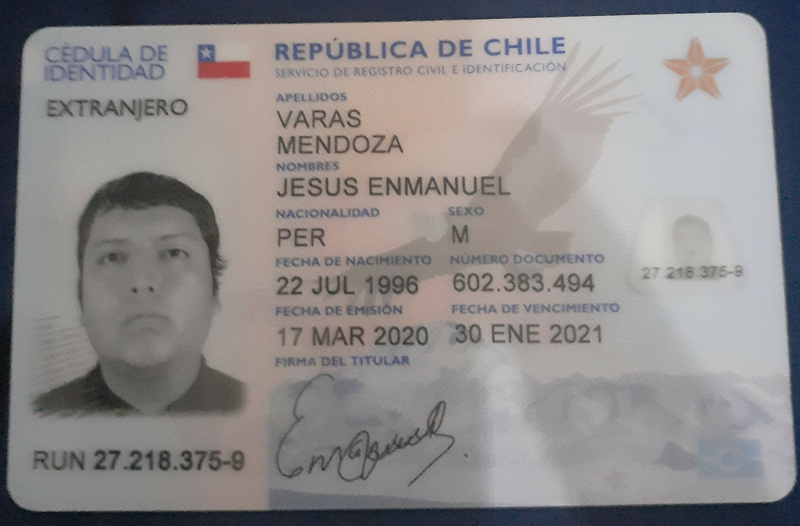 CÉDULA DE
IDENTIDAD
EXTRANJERO
REPÚBLICA DE CHILE
SERVICIO DE REGISTRO CIVIL E IDENTIFICACIÓN
APELLIDOS
VARAS
MENDOZA
NOMBRES
JESUS ENMANUEL
NACIONALIDAD SEXO
PER M
FECHA DE NACIMIENTO NÚMERO DOCUMENTO
22 JUL 1996 602.383.494
FECHA DE EMISIÓN FECHA DE VENCIMIENTO
17 MAR 2020 30 ENE 2021
FIRMA DEL TITULAR
27.218.375-9
RUN 27.218.375-9